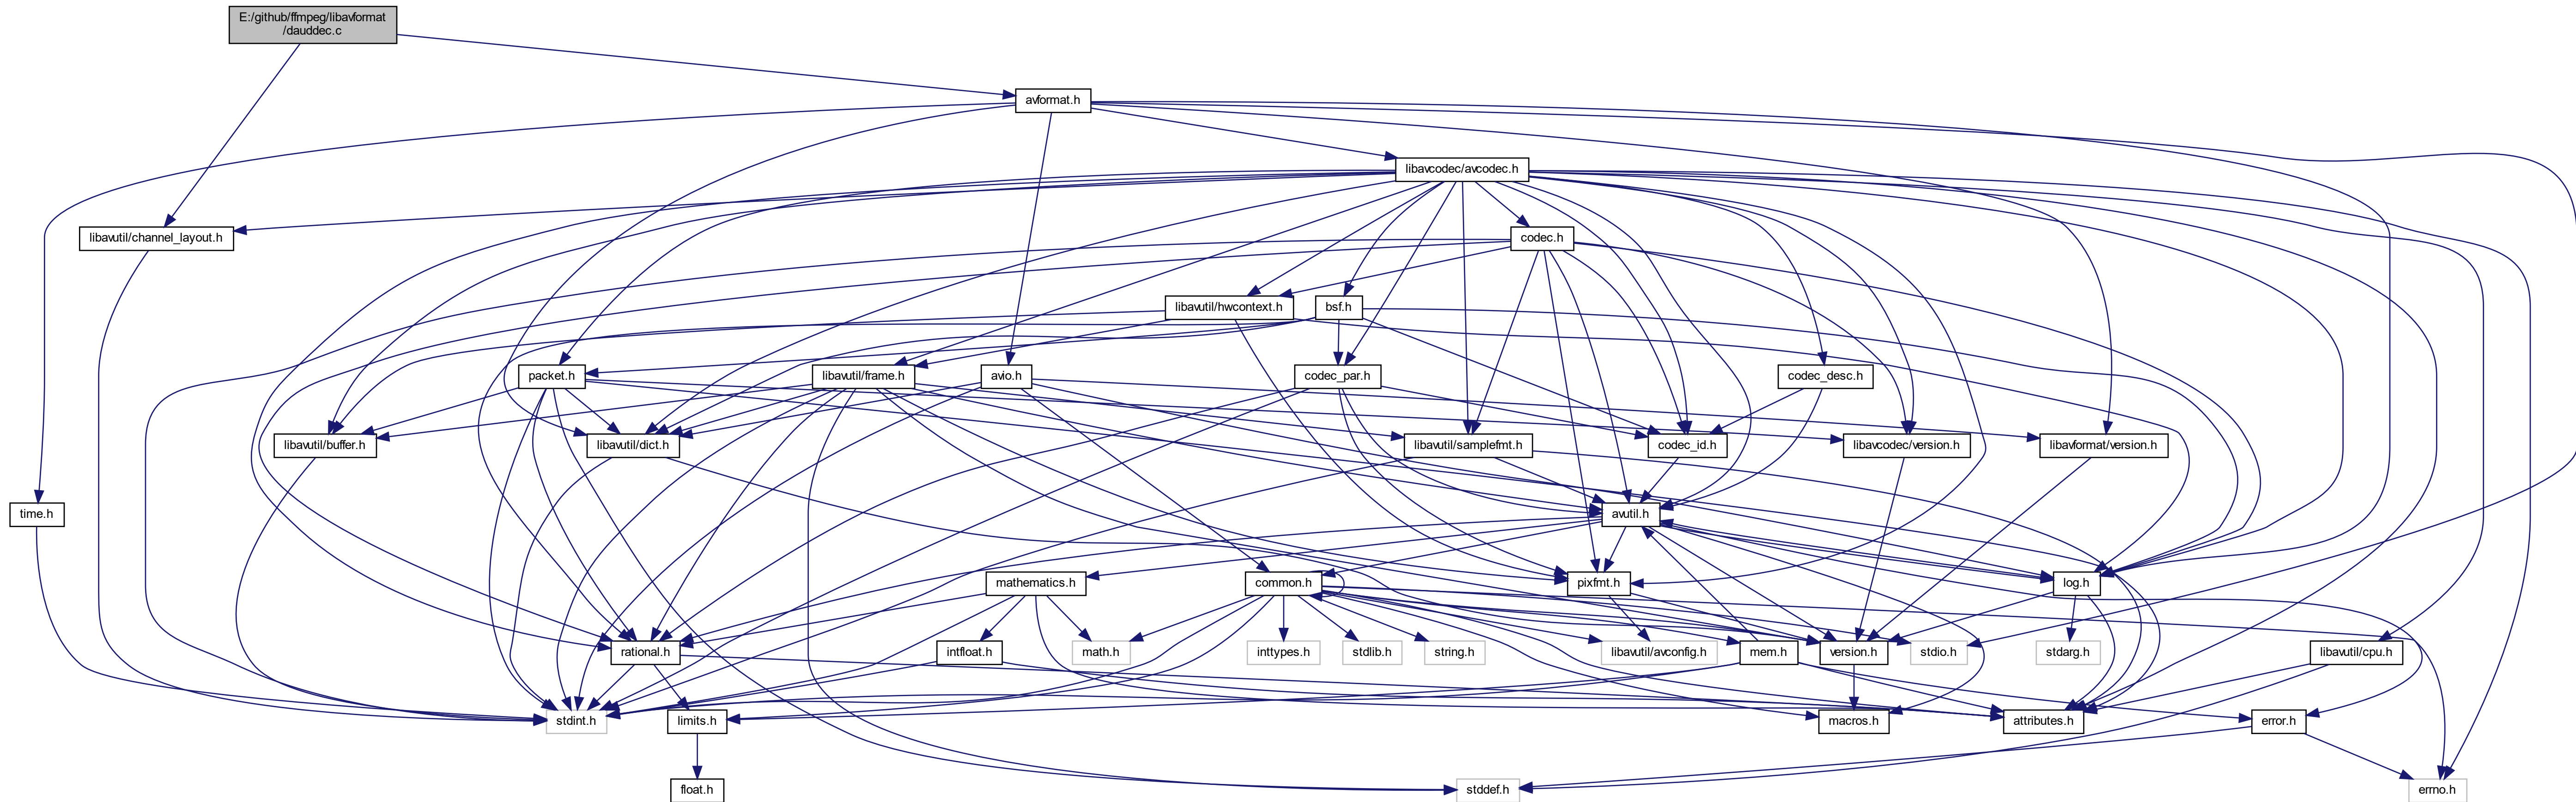 E:/github/ffmpeg/libavformat
/dauddec.c
avformat.h
libavcodec/avcodec.h
libavutil/channel_layout.h
codec.h
libavutil/hwcontext.h
bsf.h
packet.h
libavutil/frame.h
avio.h
codec_par.h
codec_desc.h
libavutil/buffer.h
libavutil/dict.h
libavutil/samplefmt.h
codec_id.h
libavcodec/version.h
libavformat/version.h
time.h
avutil.h
mathematics.h
common.h
pixfmt.h
log.h
rational.h
intfloat.h
math.h
inttypes.h
stdlib.h
string.h
libavutil/avconfig.h
mem.h
version.h
stdio.h
stdarg.h
libavutil/cpu.h
stdint.h
limits.h
macros.h
attributes.h
error.h
float.h
stddef.h
errno.h